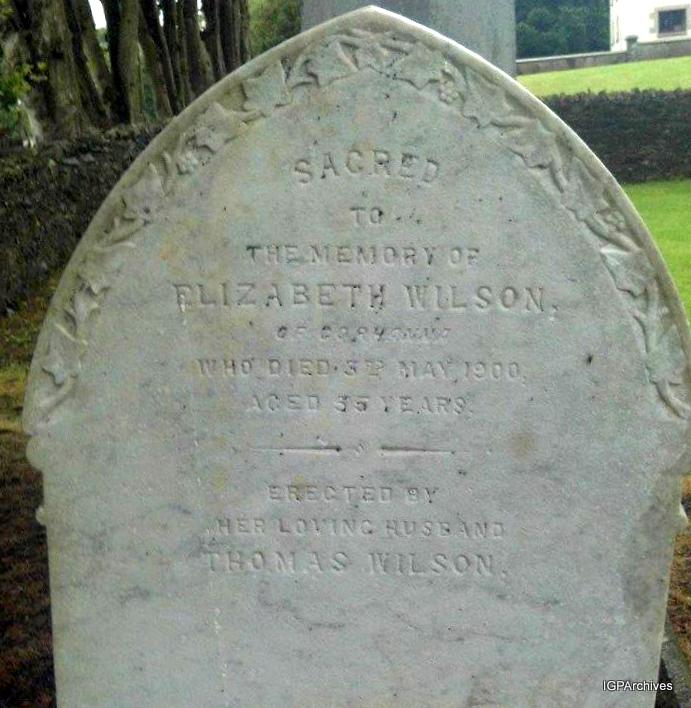 SACRED
TO
THE MEMORY OF
ELIZABETH WILSON,
OF
WHO DIED 3RD MAY, 1900,
AGED 55 YEARS.
ERECTED BY
HER LOVING HUSBAND
THOMAS WILSON.
IGPArchives